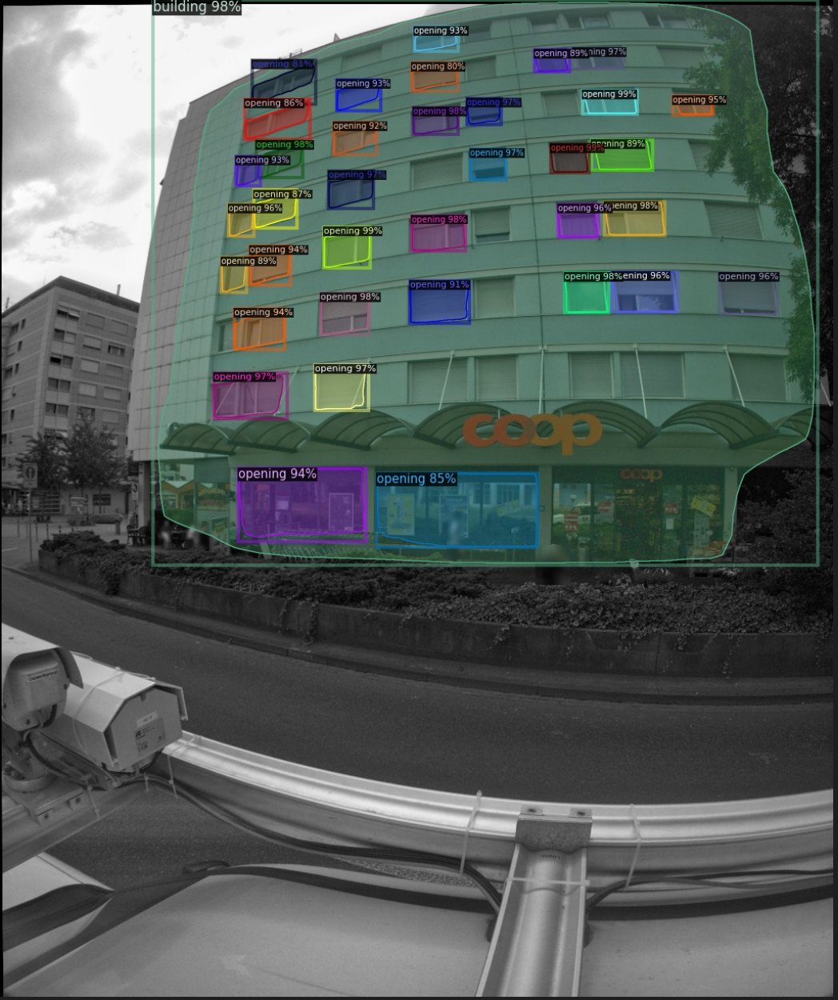 building 98%
opening 93%
opening 89%
ning 97%
opening 81%
opening 80%
opening 93%
opening 99%
opening 95%
opening 86%
opening 98%
opening 97%
opening 92%
opening 98%
opening 99%
opening 89%
opening 93%
opening 97%
opening 97%
opening 87%
opening 96%
opening 96%
pening 98%
opening 98%
opening 99%
opening 94%
opening 89%
opening 98%
ening 96%
opening 96%
opening 91%
opening 98%
opening 94%
opening 97%
opening 97%
coop
opening 94%
opening 85%
coop